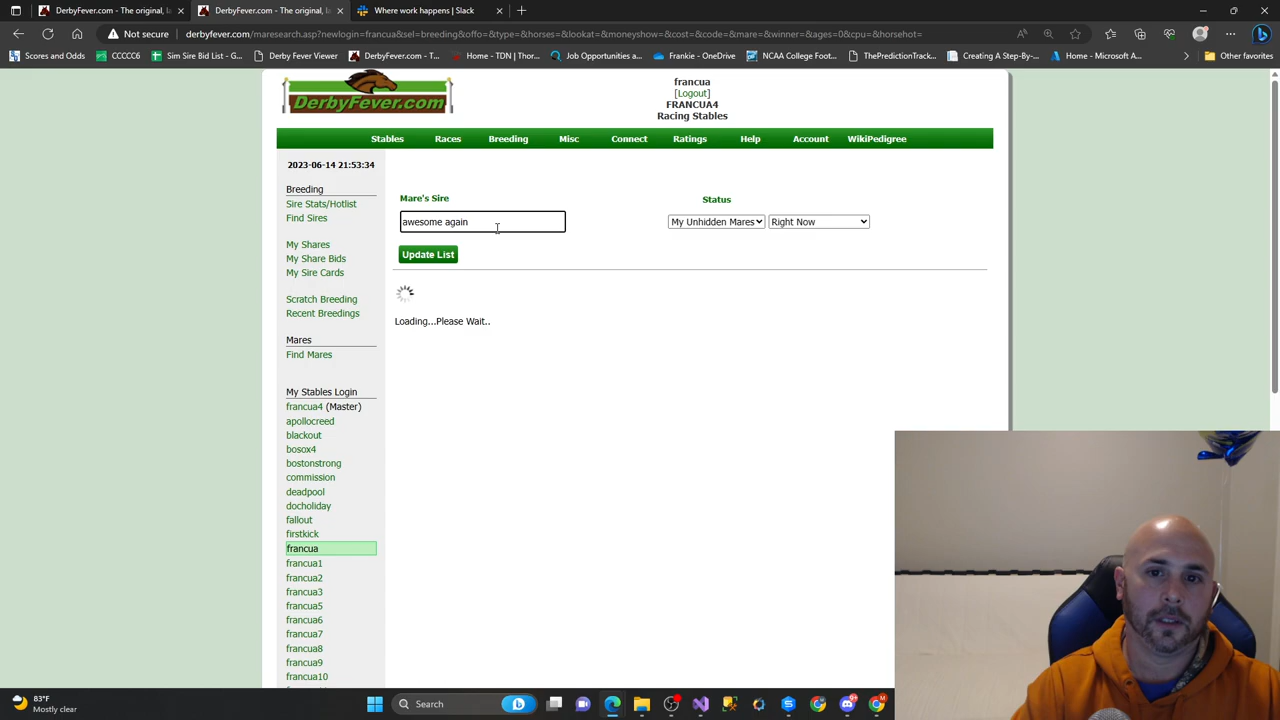 DerbyFever.com - The original, l
DerbyFever.com - The original, l
Where work happens | Slack
Not secure
derbyfever.com/maresearch.asp?newlogin=francua&sel=breeding&offo=&type=&horses=&lookat=&moneyshow=&cost=&code=&mare=&winner=&ages=0&cpu=&horsehot=
Scores and Odds
CCCCC6
Sim Sire Bid List - G...
Derby Fever Viewer
DerbyFever.com - T...
Home - TDN | Thor...
Job Opportunities a...
Frankie - OneDrive
NCAA College Foot...
ThePredictionTrack...
Creating A Step-By-...
Home - Microsoft A...
Other favorites
DerbyFever.com
francua
[Logout]
FRANCUA4
Racing Stables
Stables
Races
Breeding
Misc
Connect
Ratings
Help
Account
WikiPedigree
2023-06-14 21:53:34
Breeding
Sire Stats/Hotlist
Find Sires
My Shares
My Share Bids
My Sire Cards
Scratch Breeding
Recent Breedings
Mares
Find Mares
My Stables Login
francua4 (Master)
apollocreed
blackout
bosox4
bostonstrong
commission
deadpool
docholiday
fallout
firstkick
francua
francua1
francua2
francua3
francua5
francua6
francua7
francua8
francua9
francua10
Mare's Sire
Status
awesome again
My Unhidden Mares
Right Now
Update List
Loading...Please Wait..
83°F
Mostly clear
Search